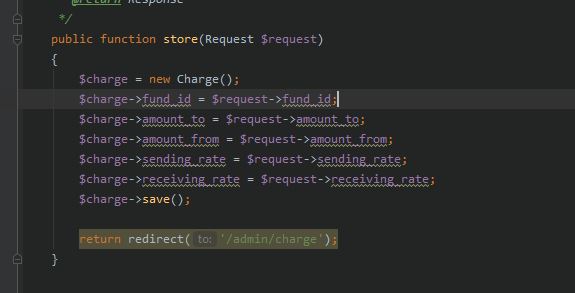 @return Response
*/
public function store(Request $request)
{
$charge = new Charge();
$charge->fund_id = $request->fund_id;
$charge->amount_to = $request->amount_to;
$charge->amount_from = $request->amount_from;
$charge->sending_rate = $request->sending_rate;
$charge->receiving_rate = $request->receiving_rate;
$charge->save();
return redirect( to: '/admin/charge');
}